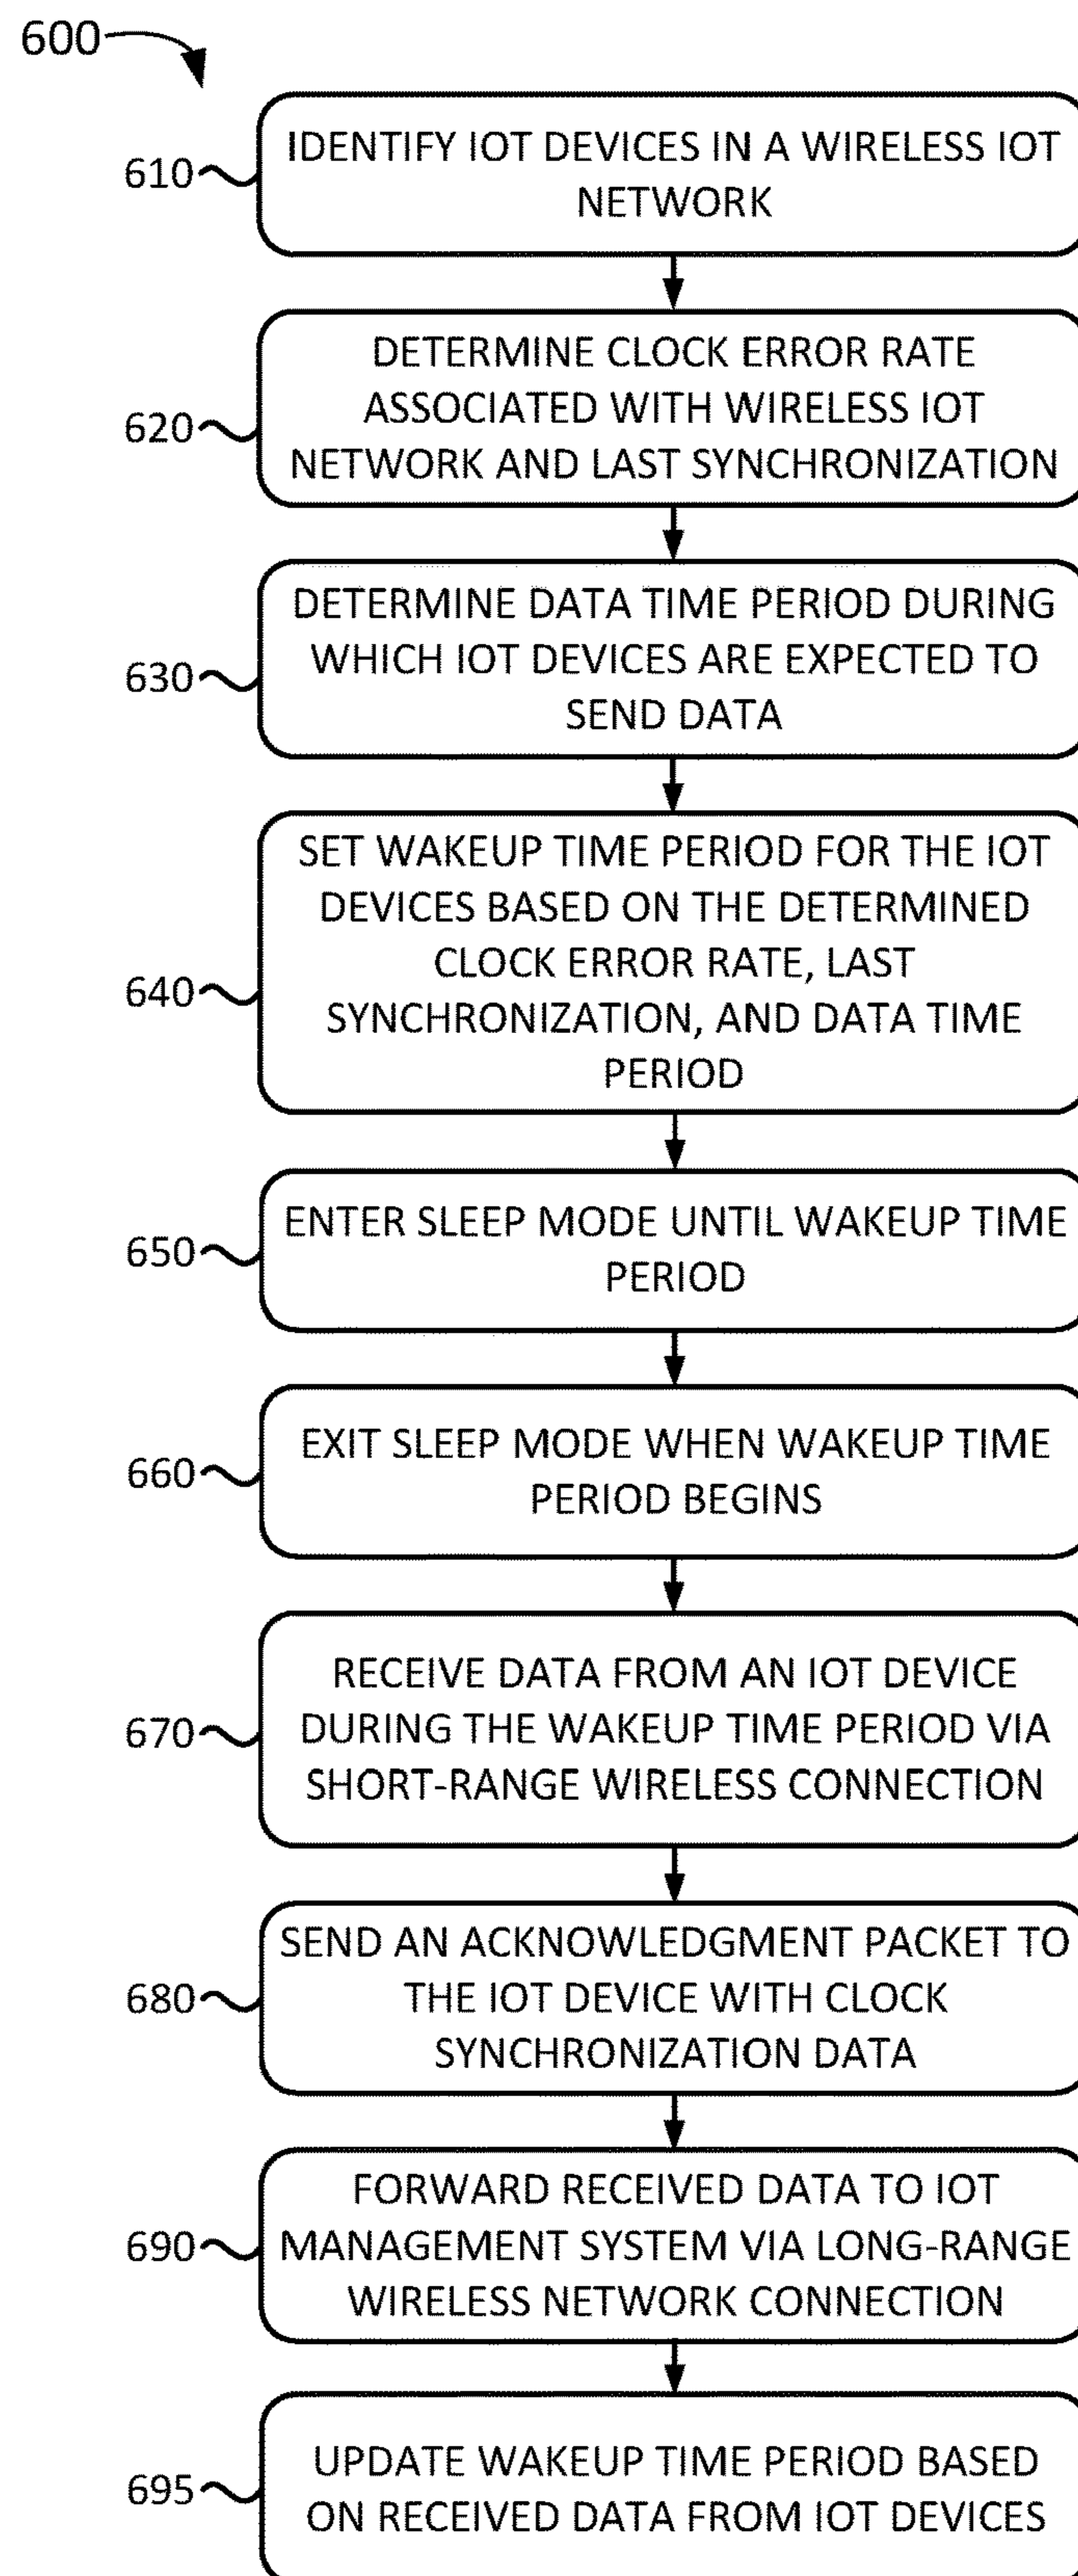 600
610
IDENTIFY IOT DEVICES IN A WIRELESS IOT
NETWORK
620
DETERMINE CLOCK ERROR RATE
ASSOCIATED WITH WIRELESS IOT
NETWORK AND LAST SYNCHRONIZATION
630
DETERMINE DATA TIME PERIOD DURING
WHICH IOT DEVICES ARE EXPECTED TO
SEND DATA
640
SET WAKEUP TIME PERIOD FOR THE IOT
DEVICES BASED ON THE DETERMINED
CLOCK ERROR RATE, LAST
SYNCHRONIZATION, AND DATA TIME
PERIOD
650
ENTER SLEEP MODE UNTIL WAKEUP TIME
PERIOD
660
EXIT SLEEP MODE WHEN WAKEUP TIME
PERIOD BEGINS
670
RECEIVE DATA FROM AN IOT DEVICE
DURING THE WAKEUP TIME PERIOD VIA
SHORT-RANGE WIRELESS CONNECTION
680
SEND AN ACKNOWLEDGMENT PACKET TO
THE IOT DEVICE WITH CLOCK
SYNCHRONIZATION DATA
690
FORWARD RECEIVED DATA TO IOT
MANAGEMENT SYSTEM VIA LONG-RANGE
WIRELESS NETWORK CONNECTION
695
UPDATE WAKEUP TIME PERIOD BASED
ON RECEIVED DATA FROM IOT DEVICES